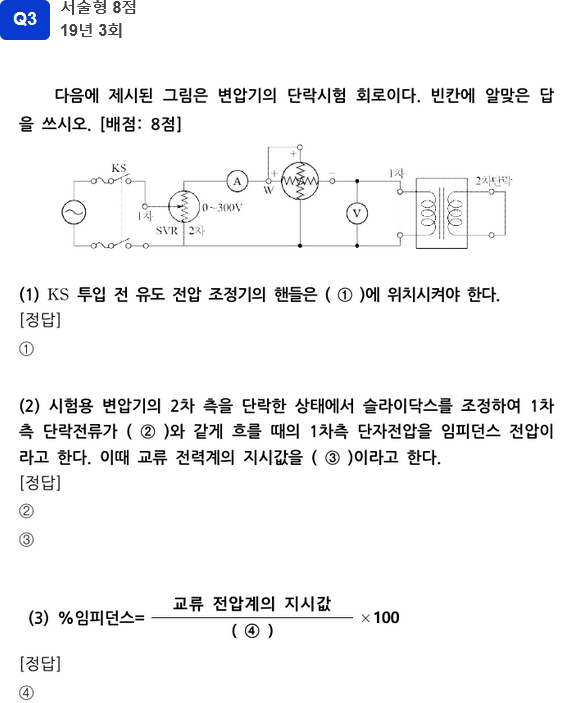 Q3
서술형 8점
19년 3회
다음에 제시된 그림은 변압기의 단락시험 회로이다. 빈칸에 알맞은 답
을 쓰시오. [배점: 8점]
KS
1차
SVR
2차
0~300V
A
W
+
+
−
V
1차
2차단락
(1) KS 투입 전 유도 전압 조정기의 핸들은 ( ① )에 위치시켜야 한다.
[정답]
①
(2) 시험용 변압기의 2차 측을 단락한 상태에서 슬라이닥스를 조정하여 1차
측 단락전류가 ( ② )와 같게 흐를 때의 1차측 단자전압을 임피던스 전압이
라고 한다. 이때 교류 전력계의 지시값을 ( ③ )이라고 한다.
[정답]
②
③
교류 전압계의 지시값
(3) %임피던스= ×100
( ④ )
[정답]
④